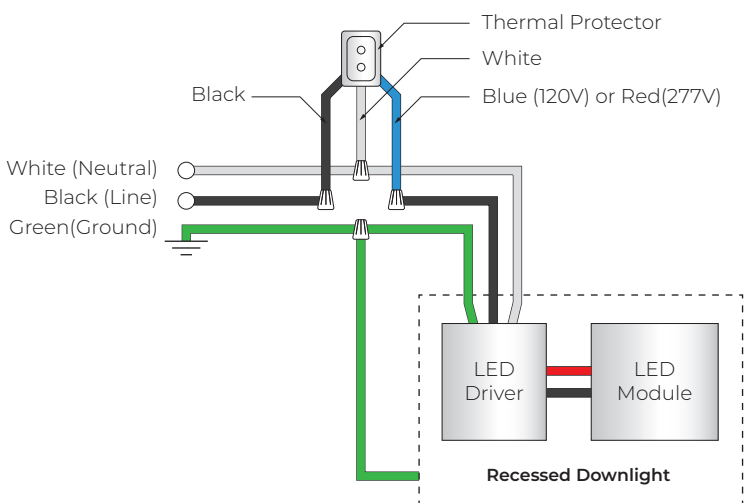 Thermal Protector
White
Black
Blue (120V) or Red(277V)
White (Neutral)
Black (Line)
Green(Ground)
LED
Driver
LED
Module
Recessed Downlight